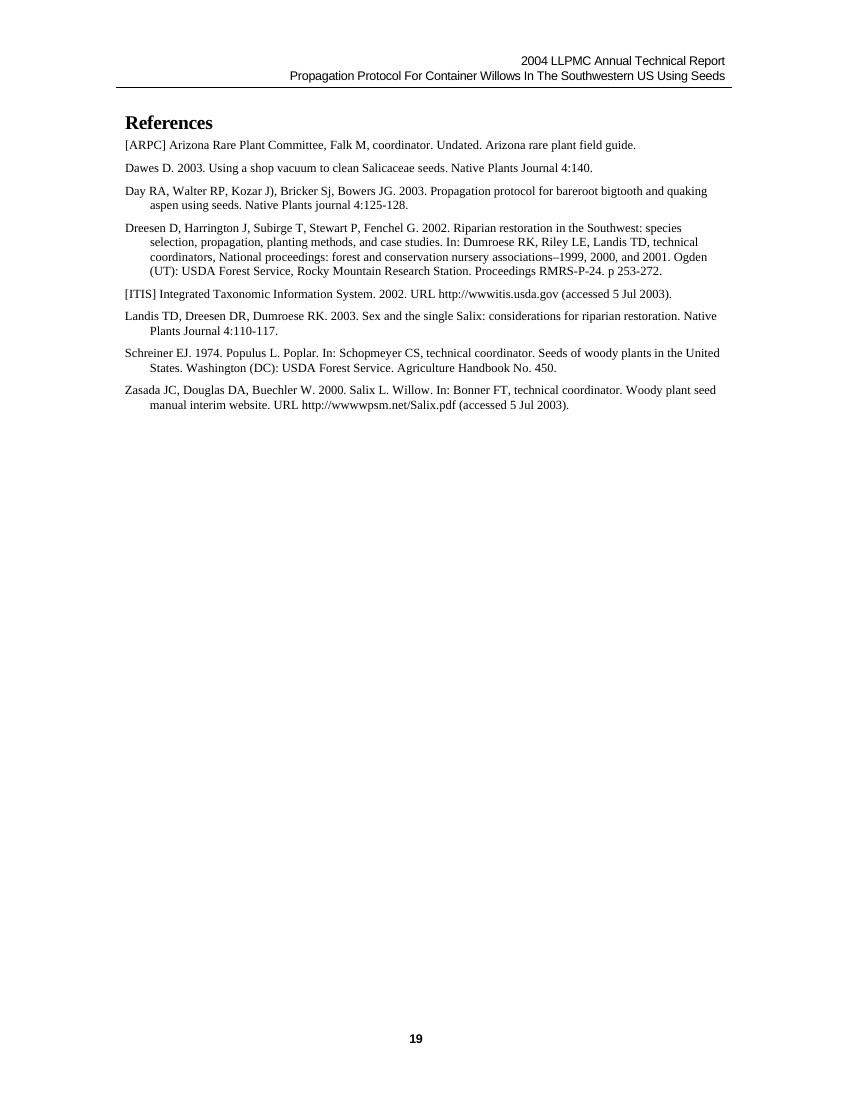 2004 LLPMC Annual Technical Report
Propagation Protocol For Container Willows In The Southwestern US Using Seeds
References
[ARPC] Arizona Rare Plant Committee, Falk M, coordinator. Undated. Arizona rare plant field guide.
Dawes D. 2003. Using a shop vacuum to clean Salicaceae seeds. Native Plants Journal 4:140.
Day RA, Walter RP, Kozar J), Bricker Sj, Bowers JG. 2003. Propagation protocol for bareroot bigtooth and quaking
aspen using seeds. Native Plants journal 4:125-128.
Dreesen D, Harrington J, Subirge T, Stewart P, Fenchel G. 2002. Riparian restoration in the Southwest: species
selection, propagation, planting methods, and case studies. In: Dumroese RK, Riley LE, Landis TD, technical
coordinators, National proceedings: forest and conservation nursery associations–1999, 2000, and 2001. Ogden
(UT): USDA Forest Service, Rocky Mountain Research Station. Proceedings RMRS-P-24. p 253-272.
[ITIS] Integrated Taxonomic Information System. 2002. URL http://wwwitis.usda.gov (accessed 5 Jul 2003).
Landis TD, Dreesen DR, Dumroese RK. 2003. Sex and the single Salix: considerations for riparian restoration. Native
Plants Journal 4:110-117.
Schreiner EJ. 1974. Populus L. Poplar. In: Schopmeyer CS, technical coordinator. Seeds of woody plants in the United
States. Washington (DC): USDA Forest Service. Agriculture Handbook No. 450.
Zasada JC, Douglas DA, Buechler W. 2000. Salix L. Willow. In: Bonner FT, technical coordinator. Woody plant seed
manual interim website. URL http://wwwwpsm.net/Salix.pdf (accessed 5 Jul 2003).
19